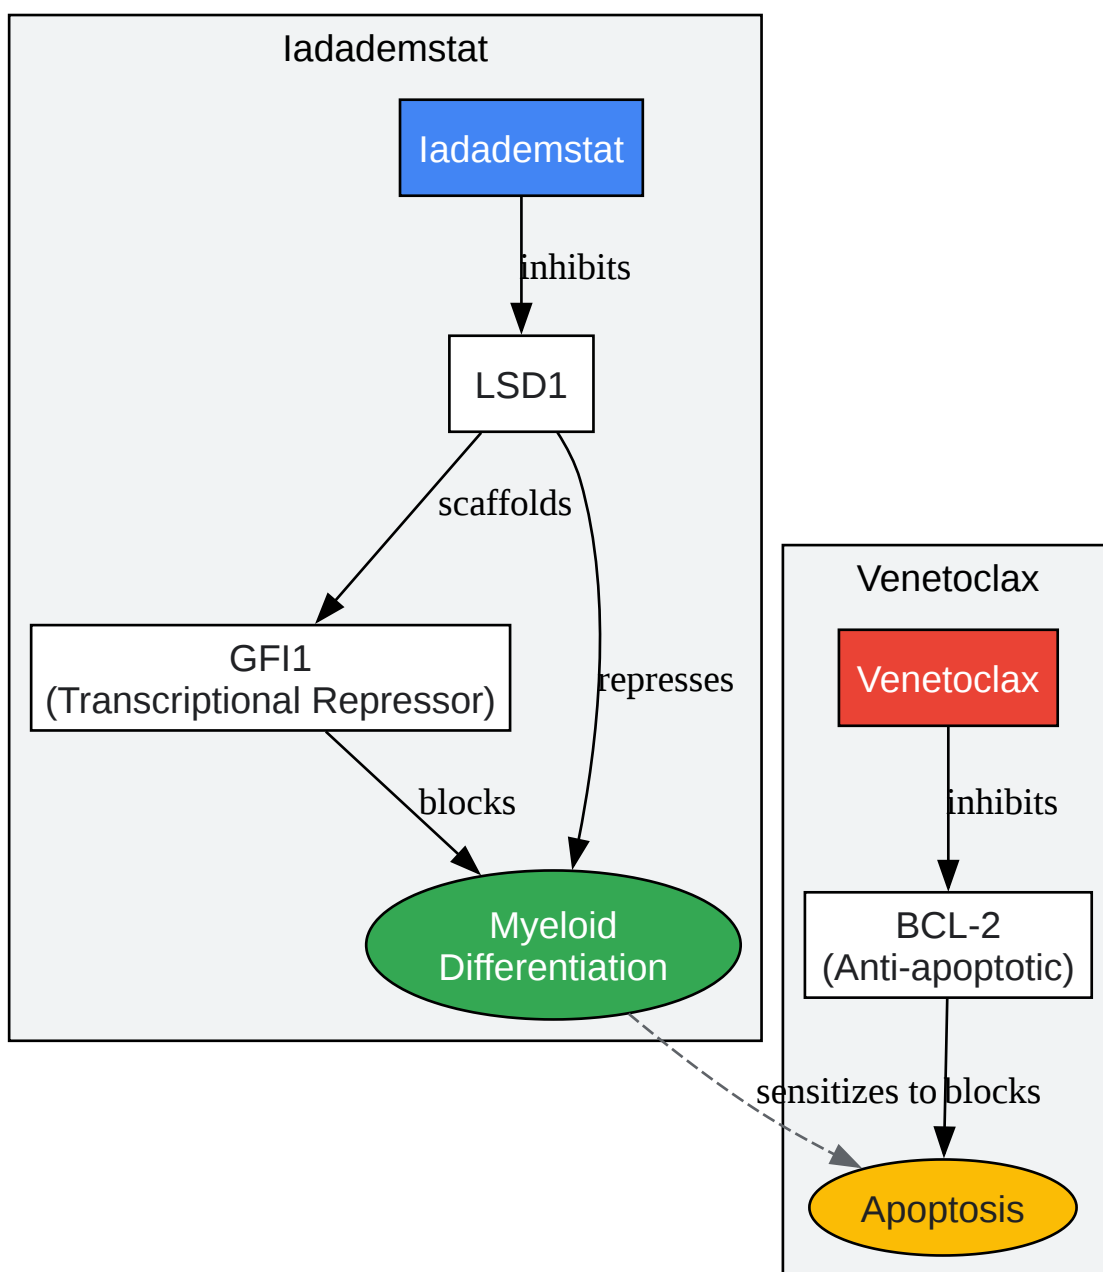 Iadademstat
Iadademstat
inhibits
LSD1
scaffolds
GFI1
(Transcriptional Repressor)
represses
blocks
Myeloid
Differentiation
Venetoclax
Venetoclax
inhibits
BCL-2
(Anti-apoptotic)
sensitizes to
blocks
Apoptosis